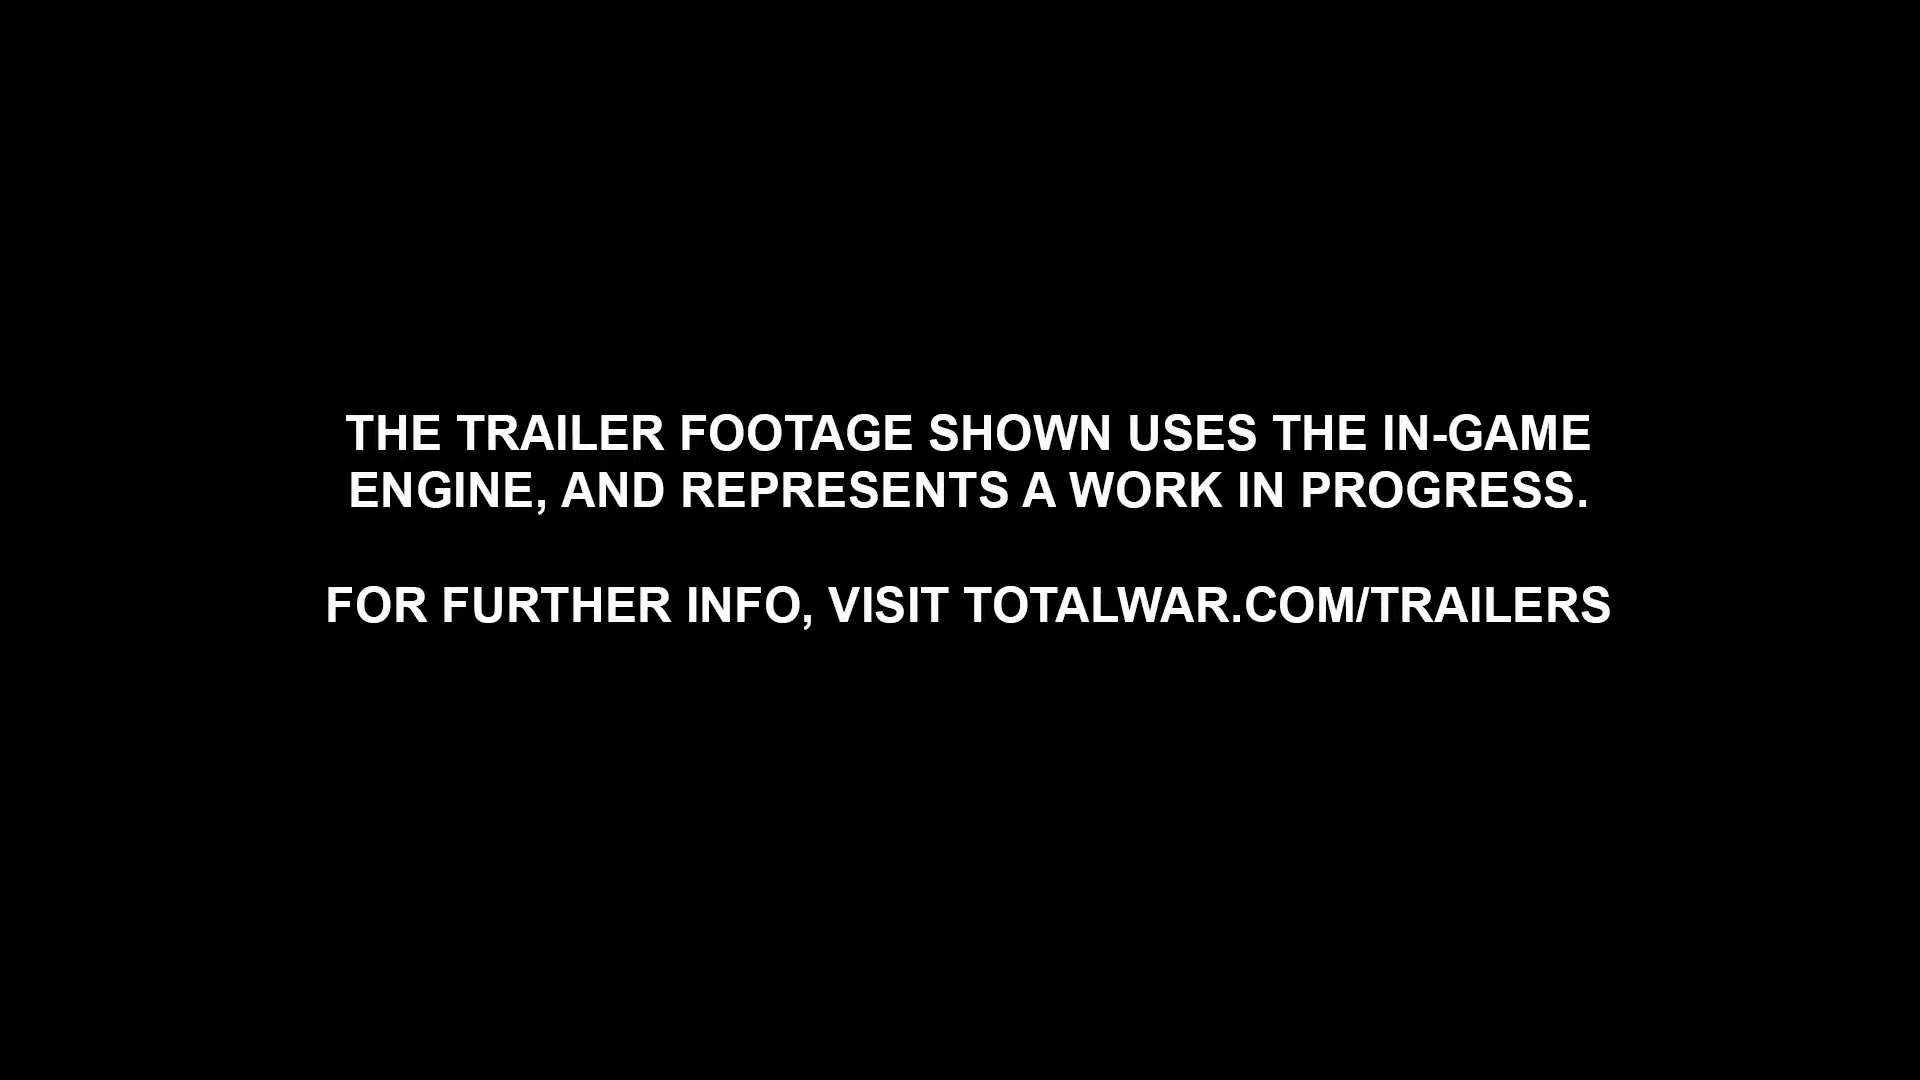 THE TRAILER FOOTAGE SHOWN USES THE IN-GAME
ENGINE, AND REPRESENTS A WORK IN PROGRESS.
FOR FURTHER INFO, VISIT TOTALWAR.COM/TRAILERS